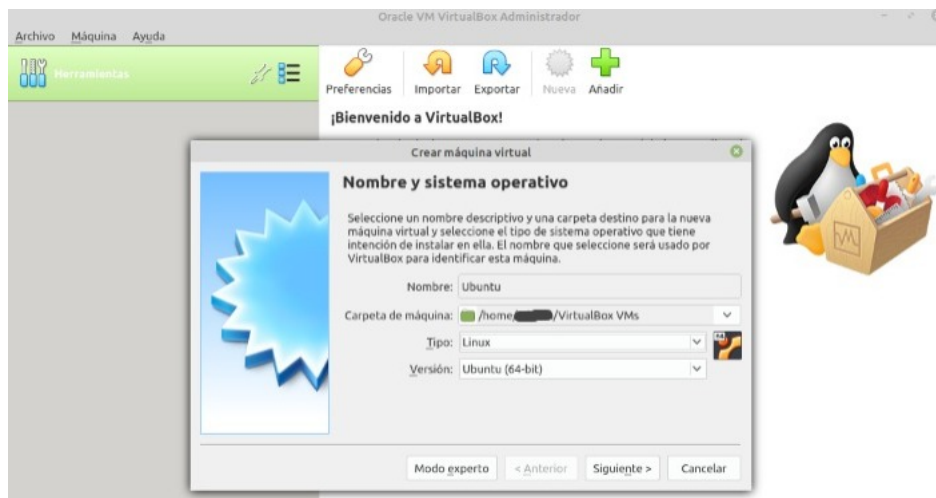 Oracle VM VirtualBox Administrador
Archivo Máquina Ayuda
Herramientas
Preferencias Importar Exportar Nueva Añadir
¡Bienvenido a VirtualBox!
Crear máquina virtual
Nombre y sistema operativo
Seleccione un nombre descriptivo y una carpeta destino para la nueva
máquina virtual y seleccione el tipo de sistema operativo que tiene
intención de instalar en ella. El nombre que seleccione será usado por
VirtualBox para identificar esta máquina.
Nombre: Ubuntu
Carpeta de máquina: /home/ /VirtualBox VMs
Tipo: Linux
64
Versión: Ubuntu (64-bit)
Modo experto < Anterior Siguiente > Cancelar